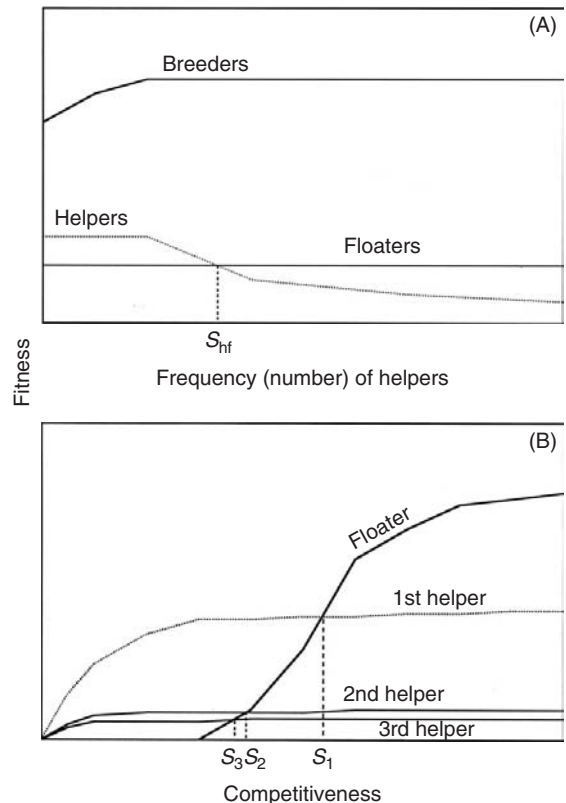 (A)
Breeders
Helpers
Floaters
S_hf
Frequency (number) of helpers
Fitness
(B)
Floater
1st helper
2nd helper
3rd helper
S_3 S_2 S_1
Competitiveness